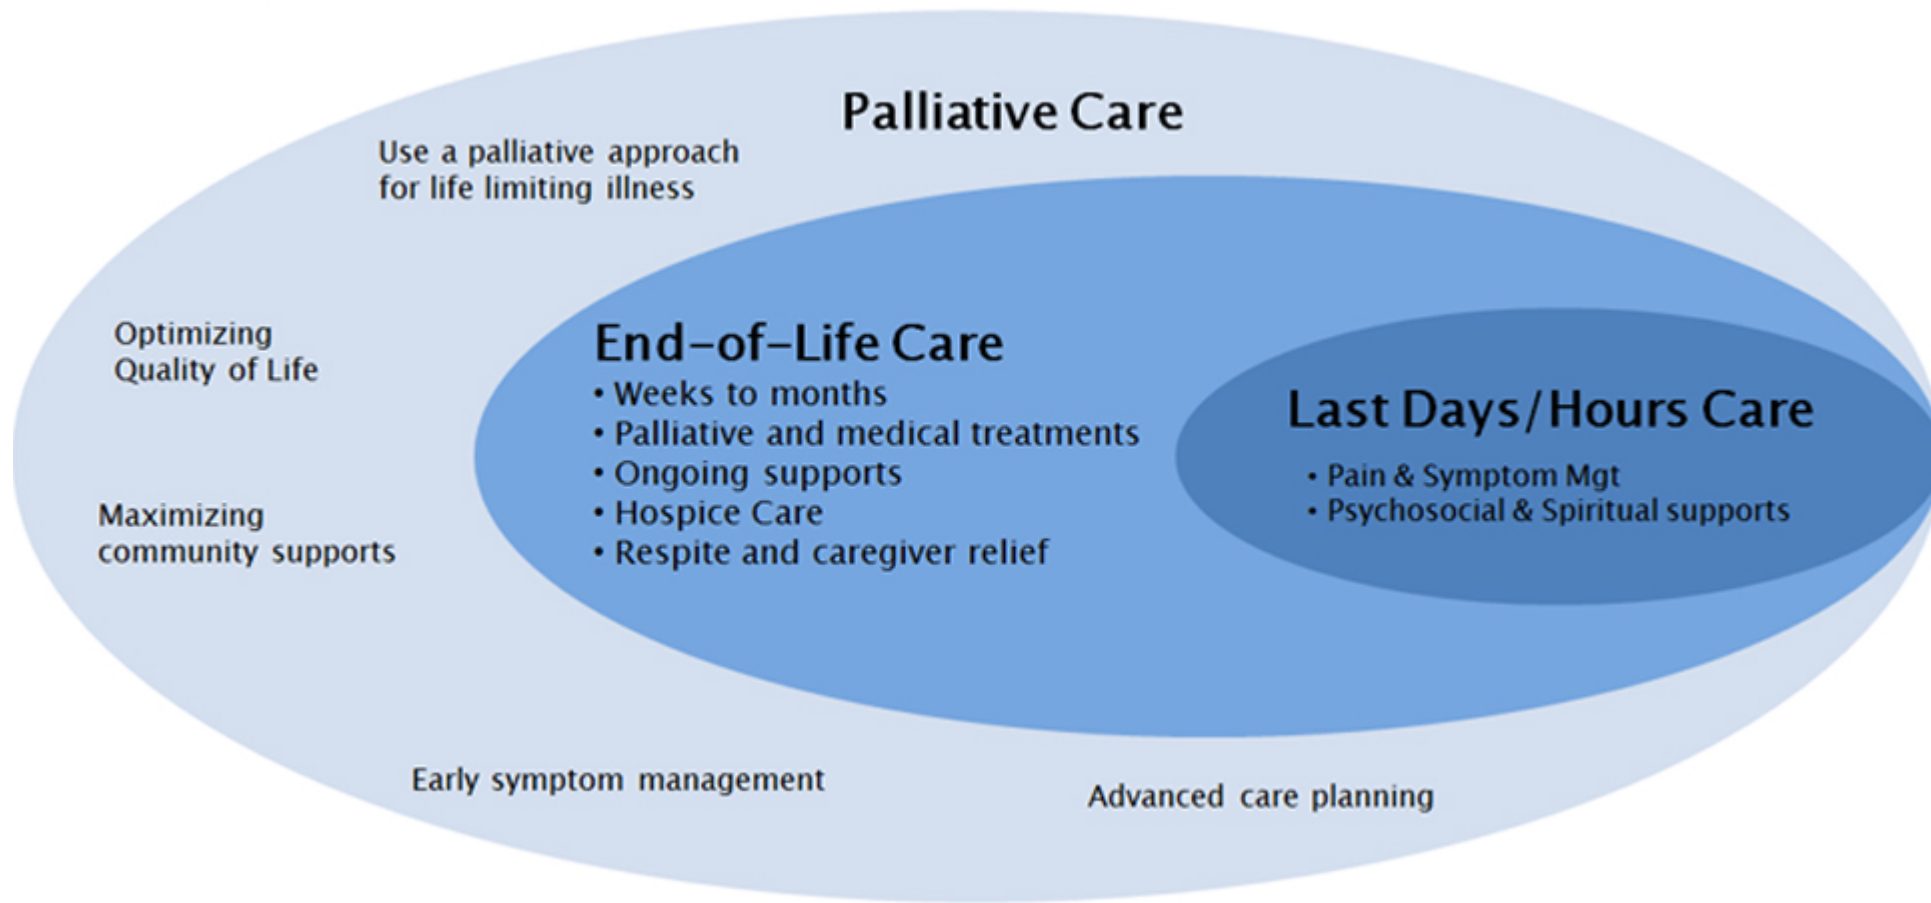 Palliative Care
Use a palliative approach
for life limiting illness
Optimizing
Quality of Life
Maximizing
community supports
End-of-Life Care
• Weeks to months
• Palliative and medical treatments
• Ongoing supports
• Hospice Care
• Respite and caregiver relief
Last Days/Hours Care
• Pain & Symptom Mgt
• Psychosocial & Spiritual supports
Early symptom management
Advanced care planning